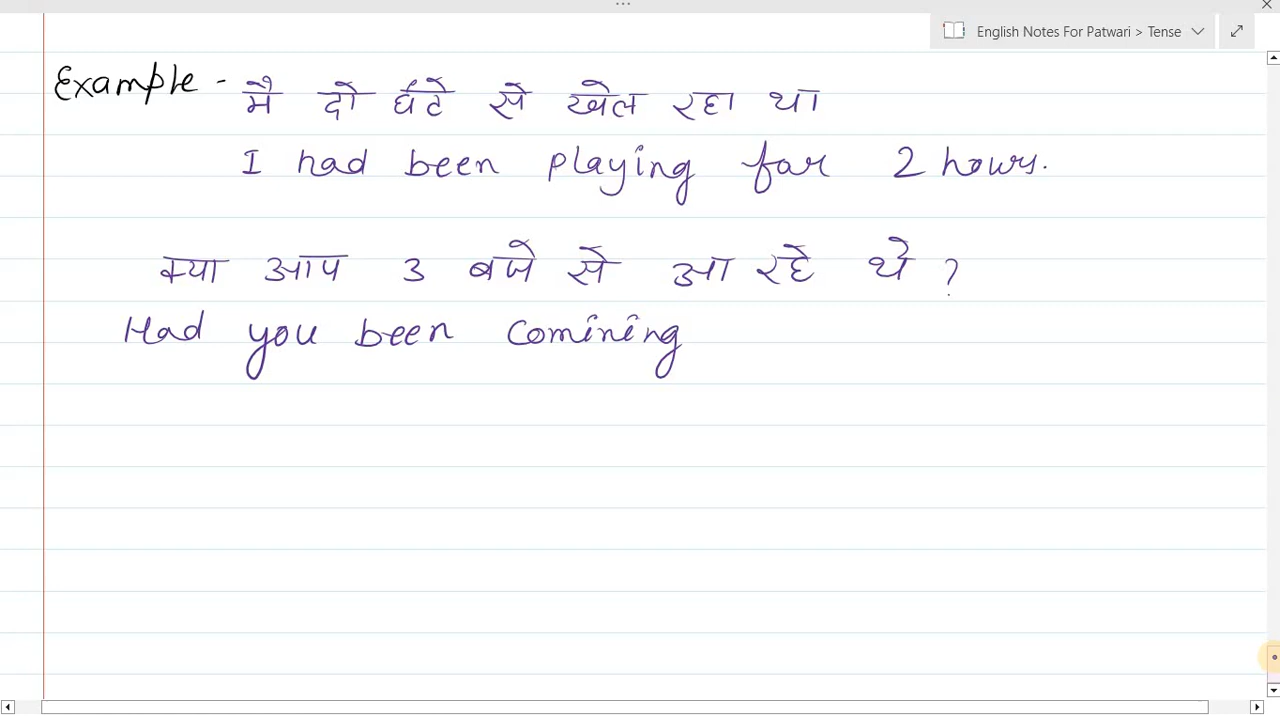 English Notes For Patwari > Tense
Example - मै दो घंटे से खेल रहा था
I had been playing for 2 hours.
क्या आप 3 बजे से आ रहे थे ?
Had you been comining